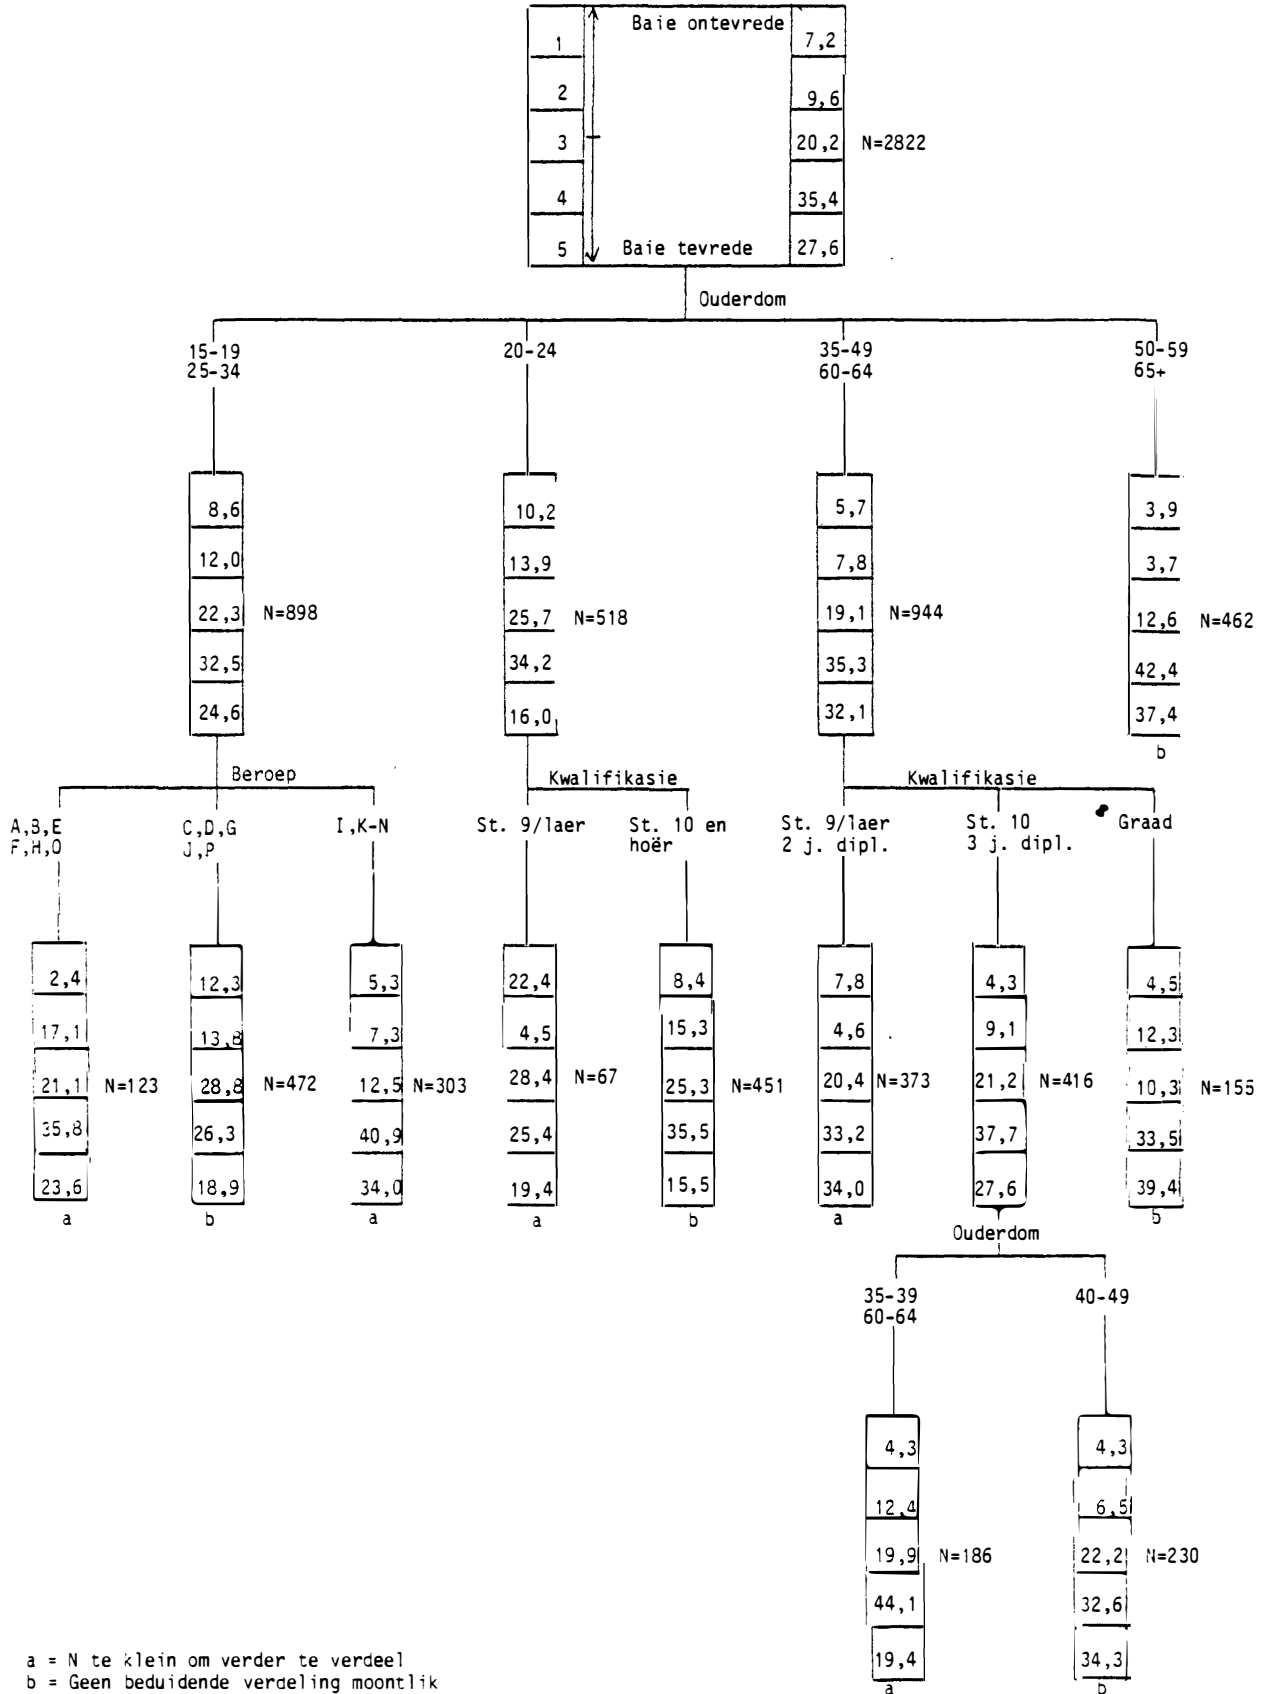 Baie ontevrede
1 7,2
2 9,6
3 20,2 N=2822
4 35,4
5 Baie tevrede 27,6
Ouderdom
15-19 20-24 35-49 50-59
25-34 60-64 65+
8,6 10,2 5,7 3,9
12,0 13,9 7,8 3,7
22,3 N=898 25,7 N=518 19,1 N=944 12,6 N=462
32,5 34,2 35,3 42,4
24,6 16,0 32,1 37,4
b
Beroep Kwalifikasie Kwalifikasie
A,B,E C,D,G I,K-N St. 9/laer St. 10 en St. 9/laer St. 10 Graad
F,H,O J,P hoër 2 j. dipl. 3 j. dipl.
2,4 12,3 5,3 22,4 8,4 7,8 4,3 4,5
17,1 13,8 7,3 4,5 15,3 4,6 9,1 12,3
21,1 N=123 28,8 N=472 12,5 N=303 28,4 N=67 25,3 N=451 20,4 N=373 21,2 N=416 10,3 N=155
35,8 26,3 40,9 25,4 35,5 33,2 37,7 33,5
23,6 18,9 34,0 19,4 15,5 34,0 27,6 39,4
a b a a b a b
Ouderdom
35-39 40-49
60-64
4,3 4,3
12,4 6,5
19,9 N=186 22,2 N=230
44,1 32,6
19,4 34,3
a b
a = N te klein om verder te verdeel
b = Geen beduidende verdeling moontlik